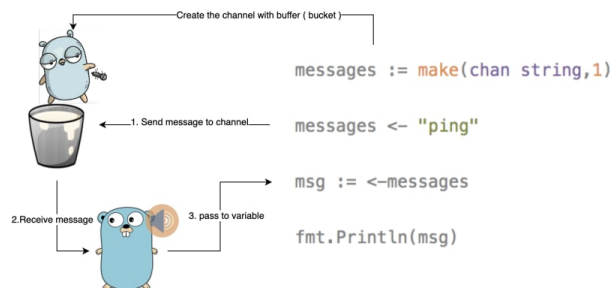 Create the channel with buffer ( bucket )
messages := make(chan string,1)
1. Send message to channel
messages <- "ping"
msg := <-messages
2.Receive message
3. pass to variable
fmt.Println(msg)